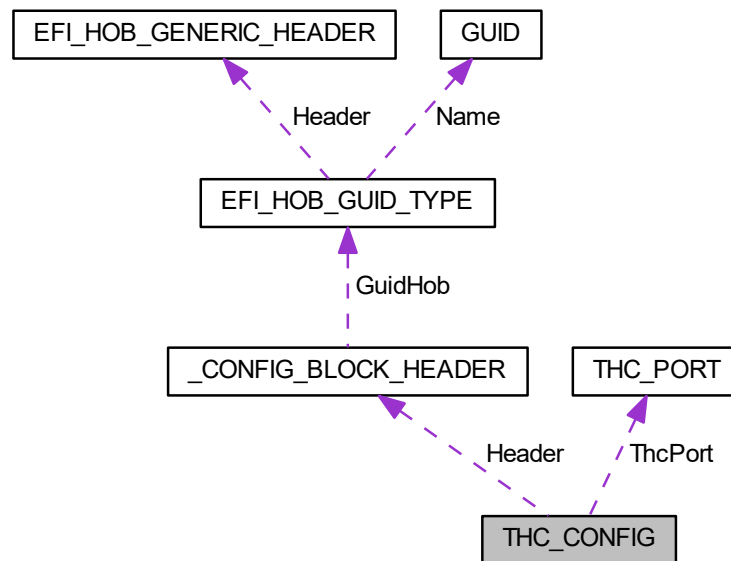 EFI_HOB_GENERIC_HEADER
GUID
Header
Name
EFI_HOB_GUID_TYPE
GuidHob
_CONFIG_BLOCK_HEADER
THC_PORT
Header
ThcPort
THC_CONFIG